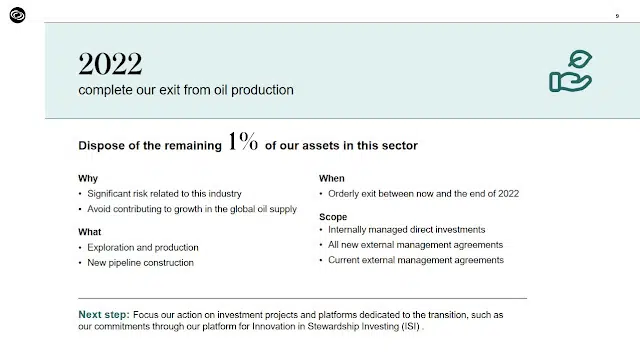 9
2022
complete our exit from oil production
Dispose of the remaining 1% of our assets in this sector
Why
• Significant risk related to this industry
• Avoid contributing to growth in the global oil supply
What
• Exploration and production
• New pipeline construction
When
• Orderly exit between now and the end of 2022
Scope
• Internally managed direct investments
• All new external management agreements
• Current external management agreements
Next step: Focus our action on investment projects and platforms dedicated to the transition, such as
our commitments through our platform for Innovation in Stewardship Investing (ISI) .